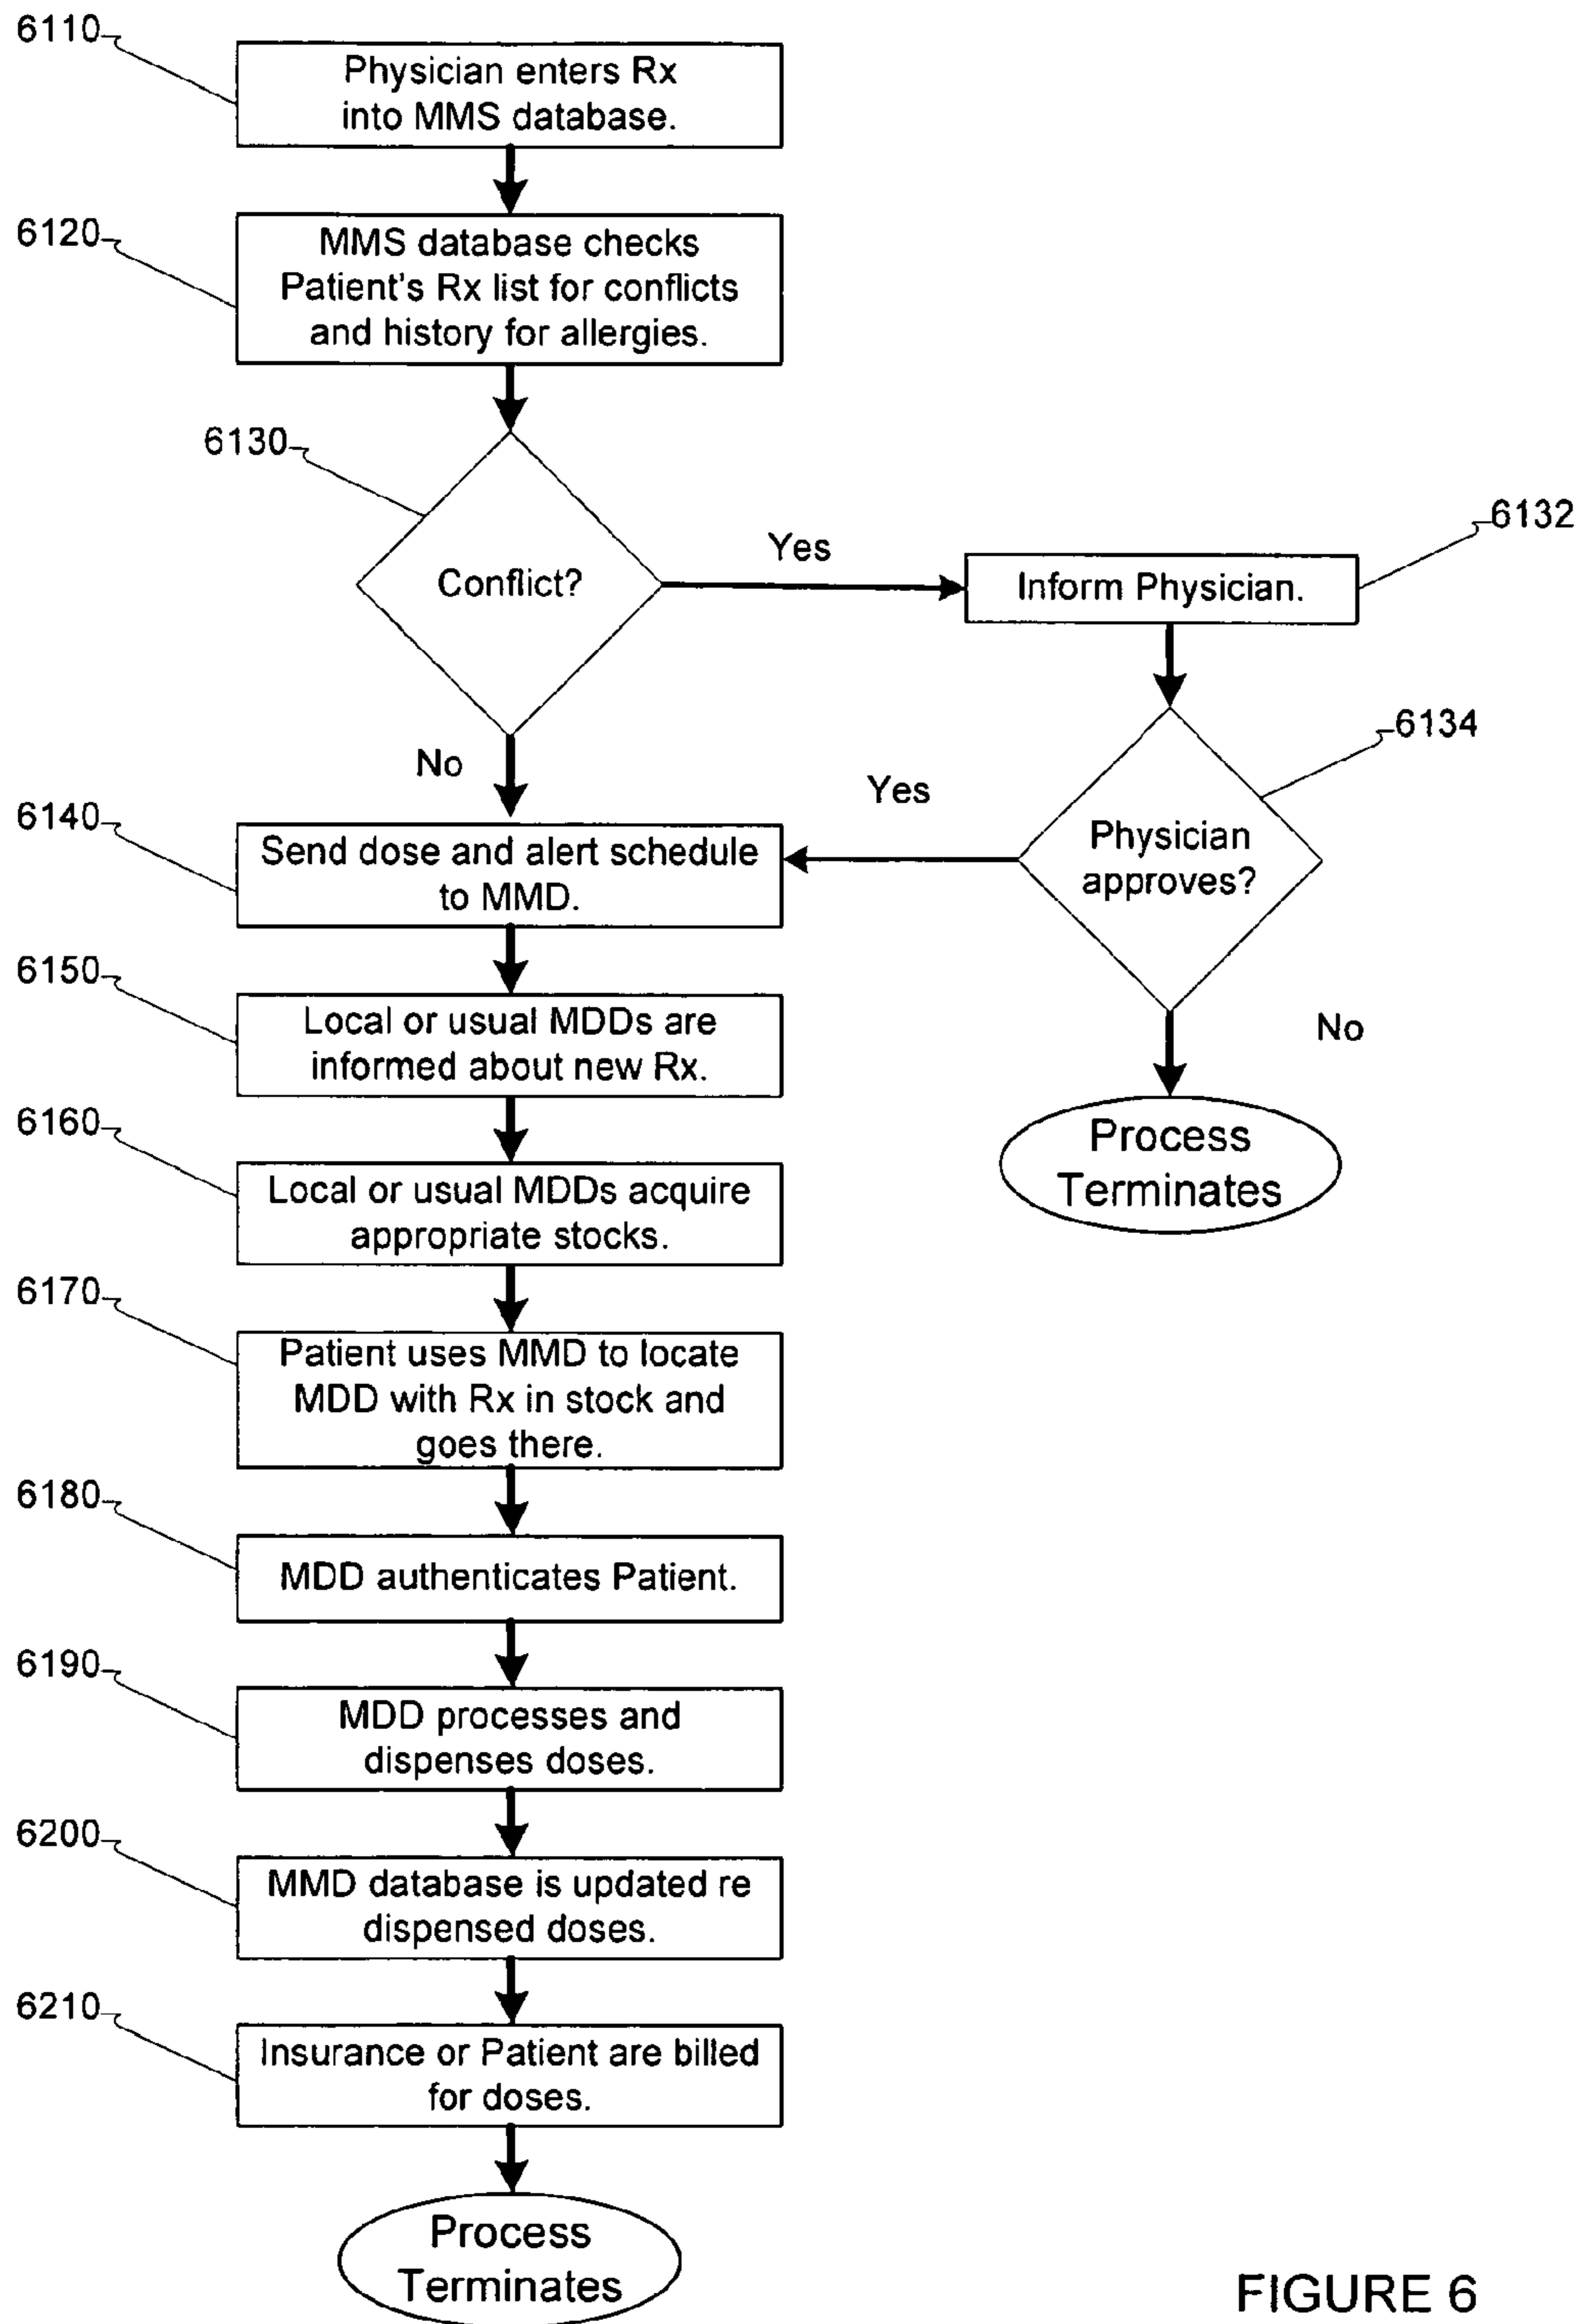 6110
Physician enters Rx
into MMS database.
6120
MMS database checks
Patient's Rx list for conflicts
and history for allergies.
6130
Conflict?
Yes
6132
Inform Physician.
6134
Physician
approves?
Yes
No
No
Process
Terminates
6140
Send dose and alert schedule
to MMD.
6150
Local or usual MDDs are
informed about new Rx.
6160
Local or usual MDDs acquire
appropriate stocks.
6170
Patient uses MMD to locate
MDD with Rx in stock and
goes there.
6180
MDD authenticates Patient.
6190
MDD processes and
dispenses doses.
6200
MMD database is updated re
dispensed doses.
6210
Insurance or Patient are billed
for doses.
Process
Terminates
FIGURE 6